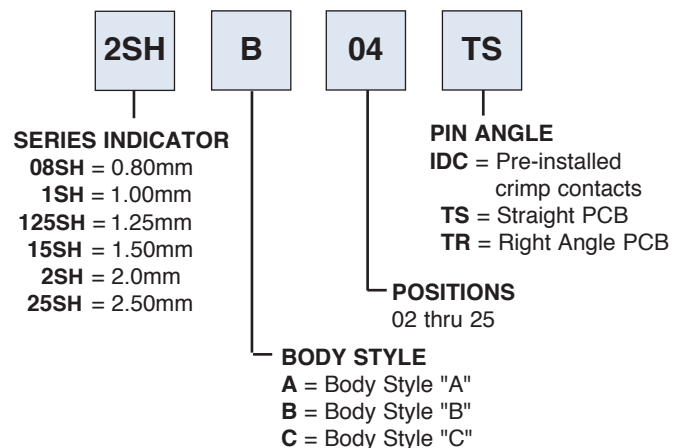 2SH B 04 TS
SERIES INDICATOR
08SH = 0.80mm
1SH = 1.00mm
125SH = 1.25mm
15SH = 1.50mm
2SH = 2.0mm
25SH = 2.50mm
PIN ANGLE
IDC = Pre-installed
crimp contacts
TS = Straight PCB
TR = Right Angle PCB
POSITIONS
02 thru 25
BODY STYLE
A = Body Style "A"
B = Body Style "B"
C = Body Style "C"